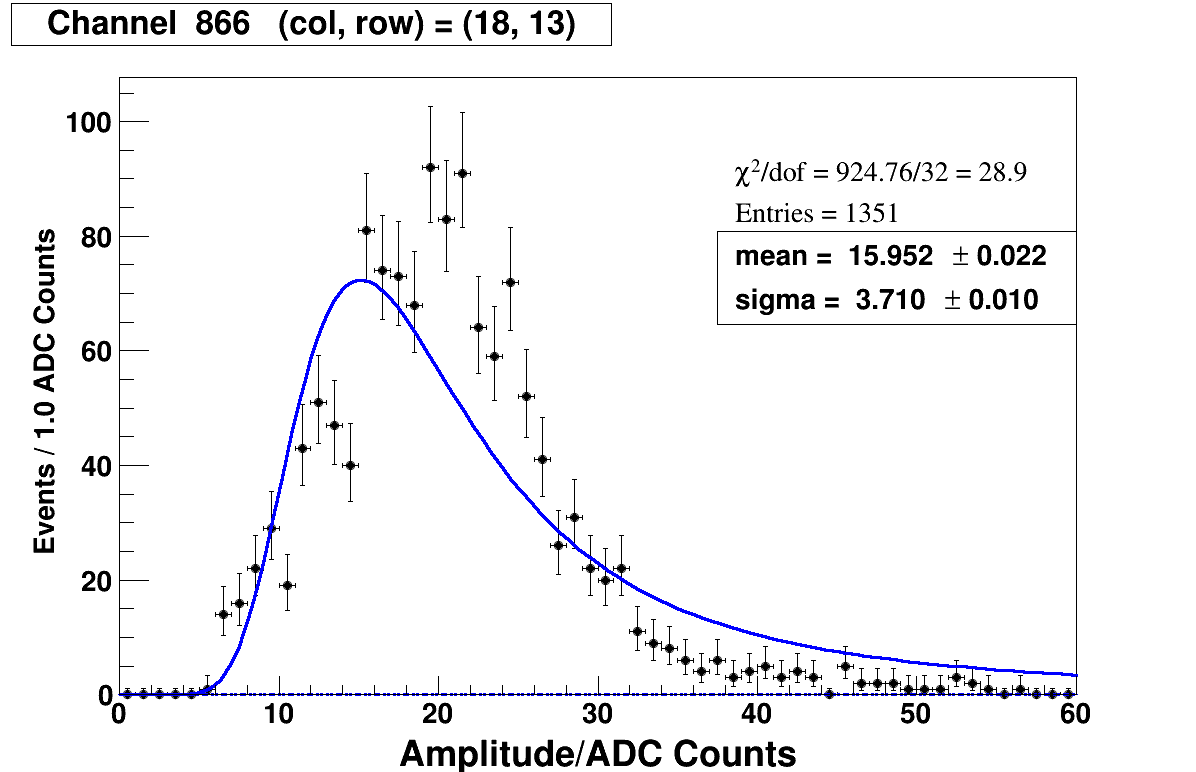 Channel 866 (col, row) = (18, 13)
Events / 1.0 ADC Counts
100
80
60
40
20
0
χ²/dof = 924.76/32 = 28.9
Entries = 1351
mean = 15.952 ± 0.022
sigma = 3.710 ± 0.010
0 10 20 30 40 50 60
Amplitude/ADC Counts